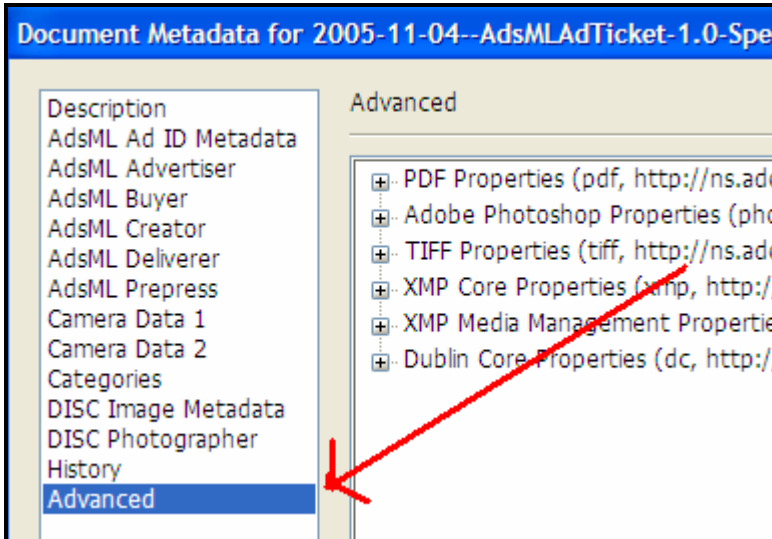 Document Metadata for 2005-11-04--AdsMLAdTicket-1.0-Spe
Description
AdsML Ad ID Metadata
AdsML Advertiser
AdsML Buyer
AdsML Creator
AdsML Deliverer
AdsML Prepress
Camera Data 1
Camera Data 2
Categories
DISC Image Metadata
DISC Photographer
History
Advanced
Advanced
PDF Properties (pdf, http://ns.ad
Adobe Photoshop Properties (pho
TIFF Properties (tiff, http://ns.ad
XMP Core Properties (xmp, http:/
XMP Media Management Propertie
Dublin Core Properties (dc, http:/